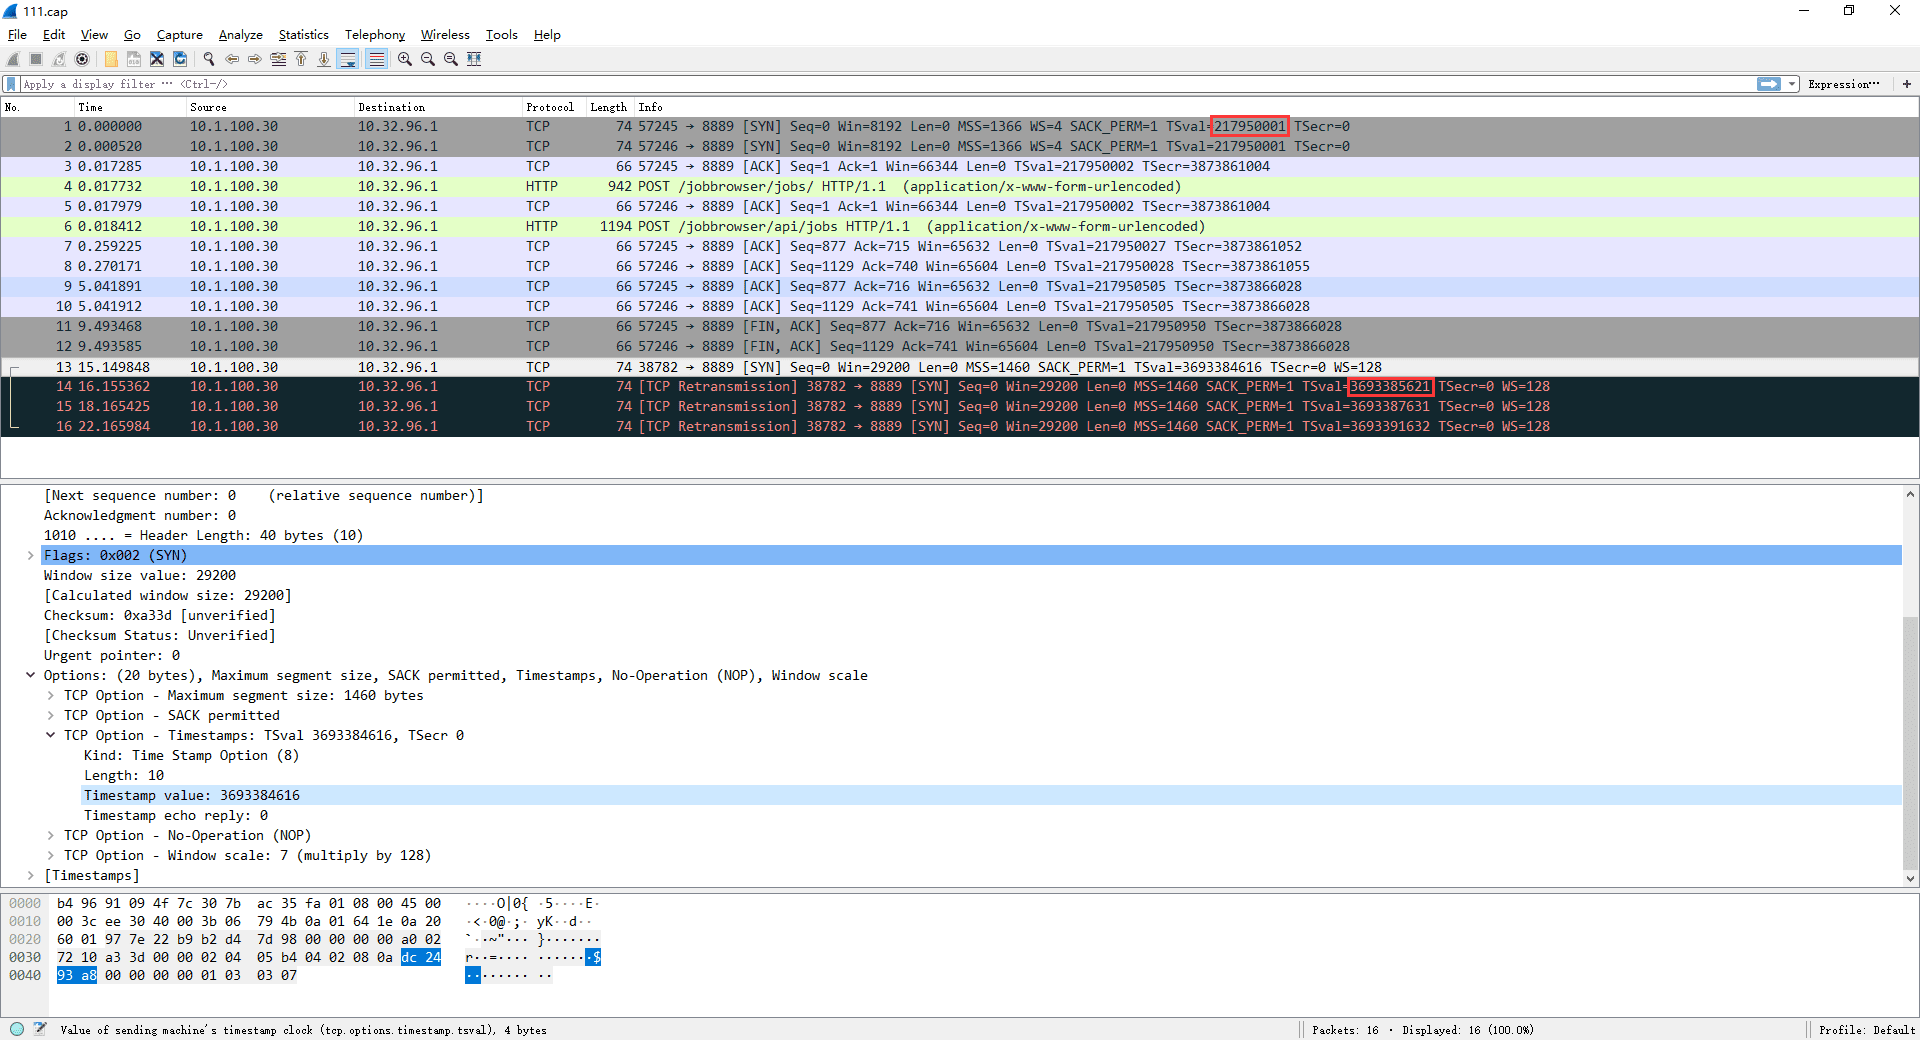 111.cap
File Edit View Go Capture Analyze Statistics Telephony Wireless Tools Help
Apply a display filter ⋯ <Ctrl-/>
Expression⋯ +
No. Time Source Destination Protocol Length Info
1 0.000000 10.1.100.30 10.32.96.1 TCP 74 57245 → 8889 [SYN] Seq=0 Win=8192 Len=0 MSS=1366 WS=4 SACK_PERM=1 TSval=217950001 TSecr=0
2 0.000520 10.1.100.30 10.32.96.1 TCP 74 57246 → 8889 [SYN] Seq=0 Win=8192 Len=0 MSS=1366 WS=4 SACK_PERM=1 TSval=217950001 TSecr=0
3 0.017285 10.1.100.30 10.32.96.1 TCP 66 57245 → 8889 [ACK] Seq=1 Ack=1 Win=66344 Len=0 TSval=217950002 TSecr=3873861004
4 0.017732 10.1.100.30 10.32.96.1 HTTP 942 POST /jobbrowser/jobs/ HTTP/1.1 (application/x-www-form-urlencoded)
5 0.017979 10.1.100.30 10.32.96.1 TCP 66 57246 → 8889 [ACK] Seq=1 Ack=1 Win=66344 Len=0 TSval=217950002 TSecr=3873861004
6 0.018412 10.1.100.30 10.32.96.1 HTTP 1194 POST /jobbrowser/api/jobs HTTP/1.1 (application/x-www-form-urlencoded)
7 0.259225 10.1.100.30 10.32.96.1 TCP 66 57245 → 8889 [ACK] Seq=877 Ack=715 Win=65632 Len=0 TSval=217950027 TSecr=3873861052
8 0.270171 10.1.100.30 10.32.96.1 TCP 66 57246 → 8889 [ACK] Seq=1129 Ack=740 Win=65604 Len=0 TSval=217950028 TSecr=3873861055
9 5.041891 10.1.100.30 10.32.96.1 TCP 66 57245 → 8889 [ACK] Seq=877 Ack=716 Win=65632 Len=0 TSval=217950505 TSecr=3873866028
10 5.041912 10.1.100.30 10.32.96.1 TCP 66 57246 → 8889 [ACK] Seq=1129 Ack=741 Win=65604 Len=0 TSval=217950505 TSecr=3873866028
11 9.493468 10.1.100.30 10.32.96.1 TCP 66 57245 → 8889 [FIN, ACK] Seq=877 Ack=716 Win=65632 Len=0 TSval=217950950 TSecr=3873866028
12 9.493585 10.1.100.30 10.32.96.1 TCP 66 57246 → 8889 [FIN, ACK] Seq=1129 Ack=741 Win=65604 Len=0 TSval=217950950 TSecr=3873866028
13 15.149848 10.1.100.30 10.32.96.1 TCP 74 38782 → 8889 [SYN] Seq=0 Win=29200 Len=0 MSS=1460 SACK_PERM=1 TSval=3693384616 TSecr=0 WS=128
14 16.155362 10.1.100.30 10.32.96.1 TCP 74 [TCP Retransmission] 38782 → 8889 [SYN] Seq=0 Win=29200 Len=0 MSS=1460 SACK_PERM=1 TSval=3693385621 TSecr=0 WS=128
15 18.165425 10.1.100.30 10.32.96.1 TCP 74 [TCP Retransmission] 38782 → 8889 [SYN] Seq=0 Win=29200 Len=0 MSS=1460 SACK_PERM=1 TSval=3693387631 TSecr=0 WS=128
16 22.165984 10.1.100.30 10.32.96.1 TCP 74 [TCP Retransmission] 38782 → 8889 [SYN] Seq=0 Win=29200 Len=0 MSS=1460 SACK_PERM=1 TSval=3693391632 TSecr=0 WS=128
[Next sequence number: 0 (relative sequence number)]
Acknowledgment number: 0
1010 .... = Header Length: 40 bytes (10)
Flags: 0x002 (SYN)
Window size value: 29200
[Calculated window size: 29200]
Checksum: 0xa33d [unverified]
[Checksum Status: Unverified]
Urgent pointer: 0
Options: (20 bytes), Maximum segment size, SACK permitted, Timestamps, No-Operation (NOP), Window scale
TCP Option - Maximum segment size: 1460 bytes
TCP Option - SACK permitted
TCP Option - Timestamps: TSval 3693384616, TSecr 0
Kind: Time Stamp Option (8)
Length: 10
Timestamp value: 3693384616
Timestamp echo reply: 0
TCP Option - No-Operation (NOP)
TCP Option - Window scale: 7 (multiply by 128)
[Timestamps]
0000 b4 96 91 09 4f 7c 30 7b ac 35 fa 01 08 00 45 00 ····O|0{ ·5····E·
0010 00 3c ee 30 40 00 3b 06 79 4b 0a 01 64 1e 0a 20 ·<·0@·;· yK··d··
0020 60 01 97 7e 22 b9 b2 d4 7d 98 00 00 00 00 a0 02 `··~"··· }·······
0030 72 10 a3 3d 00 00 02 04 05 b4 04 02 08 0a dc 24 r··=···· ·······$
0040 93 a8 00 00 00 00 01 03 03 07 ········ ··
Value of sending machine's timestamp clock (tcp.options.timestamp.tsval), 4 bytes
Packets: 16 · Displayed: 16 (100.0%)
Profile: Default